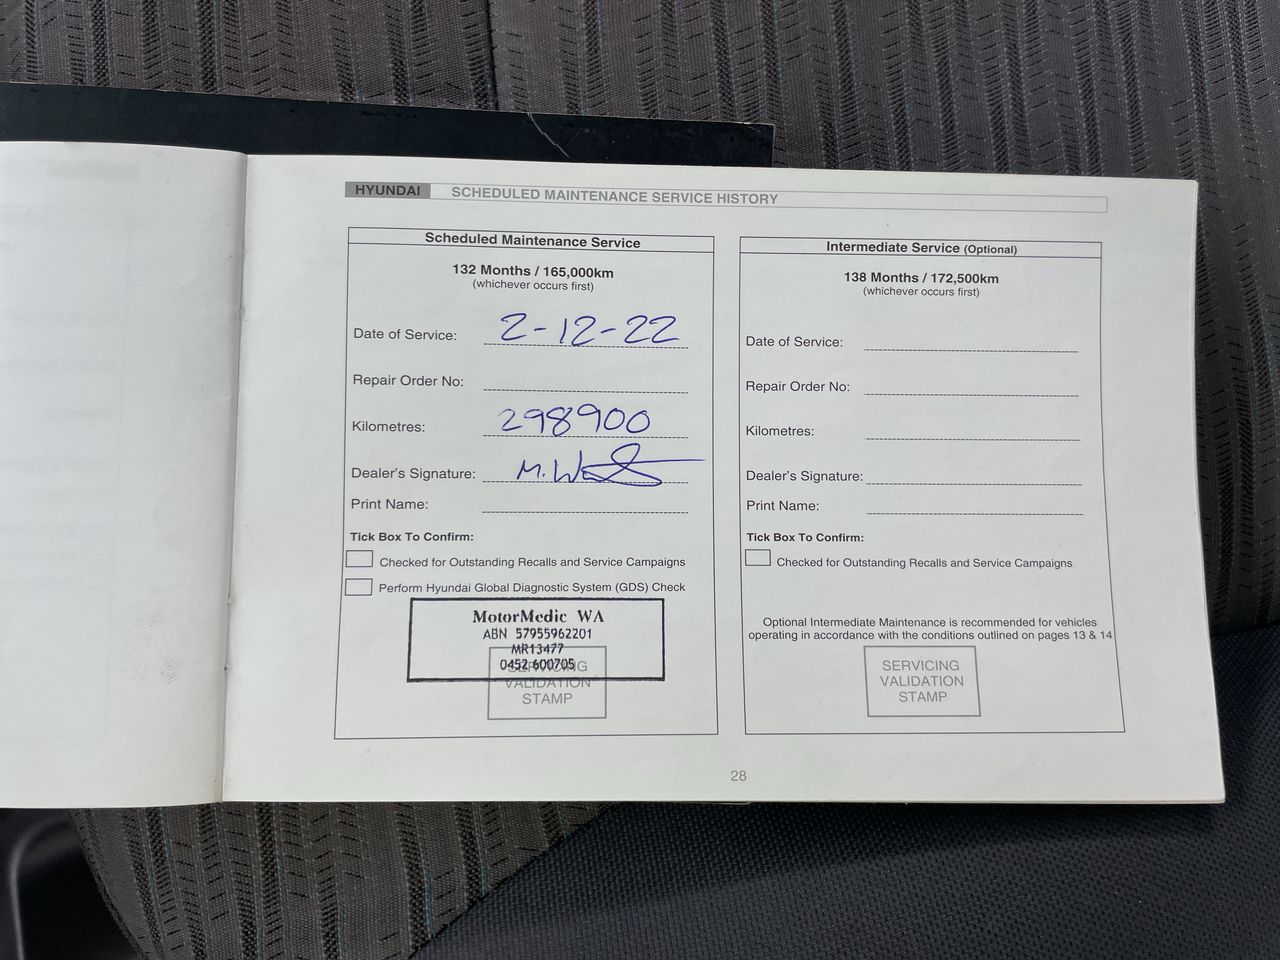 HYUNDAI SCHEDULED MAINTENANCE SERVICE HISTORY
Scheduled Maintenance Service
132 Months / 165,000km
(whichever occurs first)
Date of Service: 2-12-22
Repair Order No:
Kilometres: 298900
Dealer's Signature: M.
Print Name:
Tick Box To Confirm:
Checked for Outstanding Recalls and Service Campaigns
Perform Hyundai Global Diagnostic System (GDS) Check
MotorMedic WA
ABN 57955962201
MR13477
0452 600705
SERVICING
VALIDATION
STAMP
Intermediate Service (Optional)
138 Months / 172,500km
(whichever occurs first)
Date of Service:
Repair Order No:
Kilometres:
Dealer's Signature:
Print Name:
Tick Box To Confirm:
Checked for Outstanding Recalls and Service Campaigns
Optional Intermediate Maintenance is recommended for vehicles
operating in accordance with the conditions outlined on pages 13 & 14
SERVICING
VALIDATION
STAMP
28